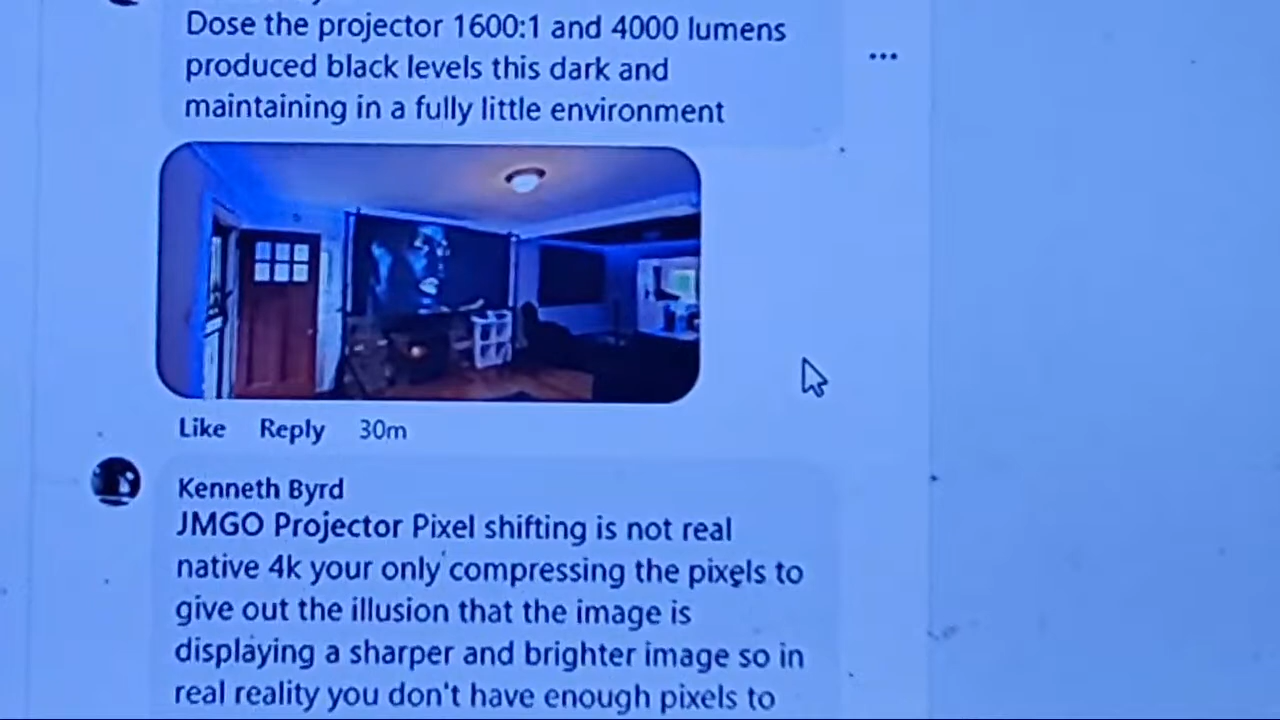 Dose the projector 1600:1 and 4000 lumens
produced black levels this dark and
maintaining in a fully little environment
Like Reply 30m
Kenneth Byrd
JMGO Projector Pixel shifting is not real
native 4k your only compressing the pixels to
give out the illusion that the image is
displaying a sharper and brighter image so in
real reality you don't have enough pixels to